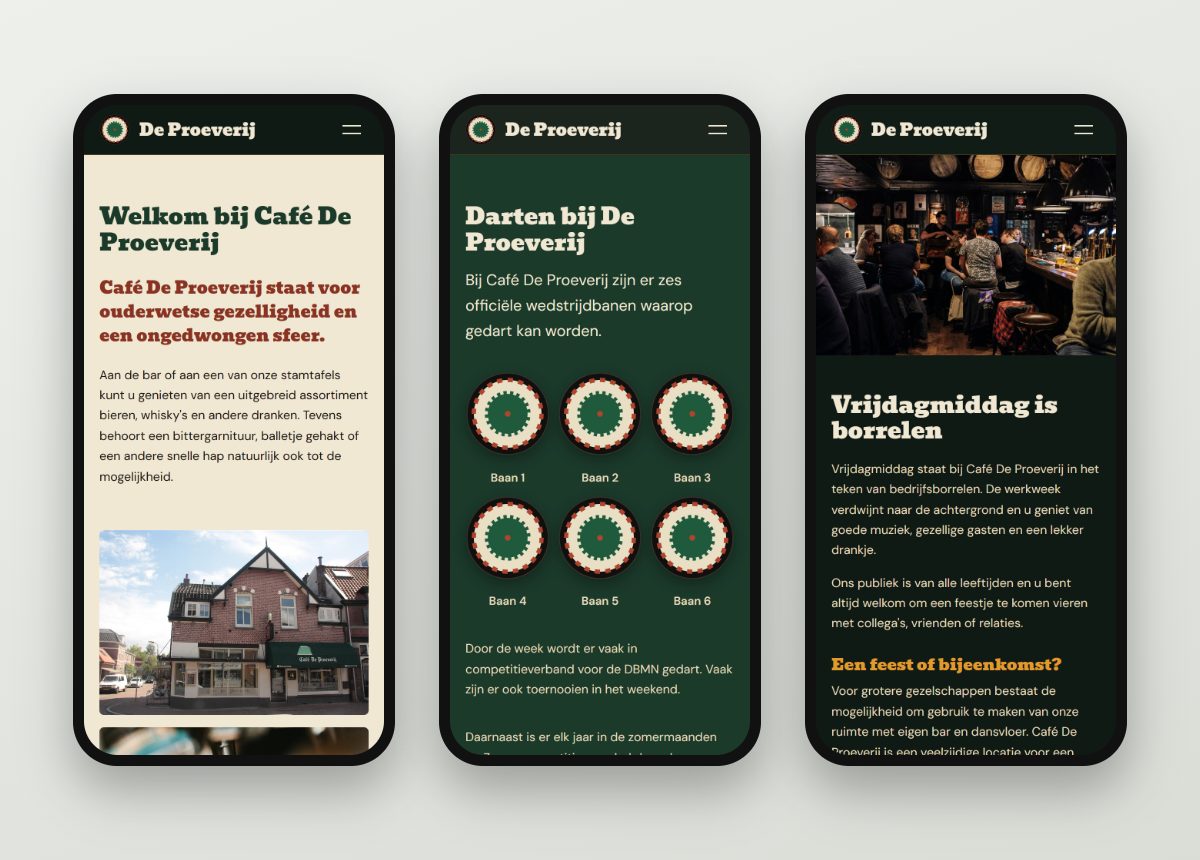 De Proeverij
Welkom bij Café De
Proeverij
Café De Proeverij staat voor
ouderwetse gezelligheid en
een ongedwongen sfeer.
Aan de bar of aan een van onze stamtafels
kunt u genieten van een uitgebreid assortiment
bieren, whisky's en andere dranken. Tevens
behoort een bittergarnituur, balletje gehakt of
een andere snelle hap natuurlijk ook tot de
mogelijkheid.
Café De Proeverij
De Proeverij
Darten bij De
Proeverij
Bij Café De Proeverij zijn er zes
officiële wedstrijdbanen waarop
gedart kan worden.
Baan 1 Baan 2 Baan 3
Baan 4 Baan 5 Baan 6
Door de week wordt er vaak in
competitieverband voor de DBMN gedart. Vaak
zijn er ook toernooien in het weekend.
Daarnaast is er elk jaar in de zomermaanden
De Proeverij
Vrijdagmiddag is
borrelen
Vrijdagmiddag staat bij Café De Proeverij in het
teken van bedrijfsborrelen. De werkweek
verdwijnt naar de achtergrond en u geniet van
goede muziek, gezellige gasten en een lekker
drankje.
Ons publiek is van alle leeftijden en u bent
altijd welkom om een feestje te komen vieren
met collega's, vrienden of relaties.
Een feest of bijeenkomst?
Voor grotere gezelschappen bestaat de
mogelijkheid om gebruik te maken van onze
ruimte met eigen bar en dansvloer. Café De
Proeverij is een veelzijdige locatie voor een